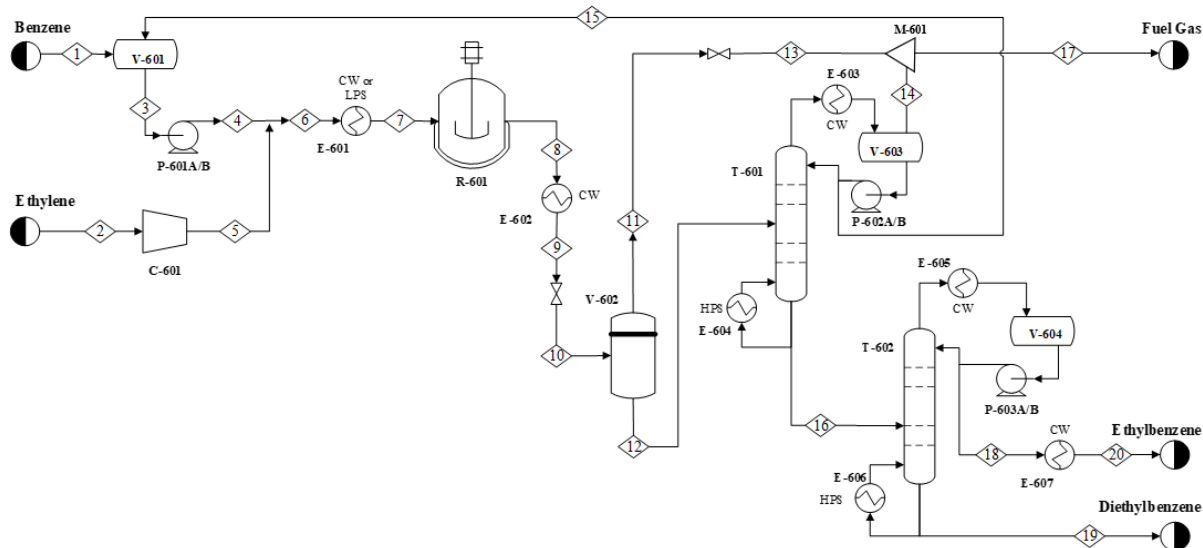 15
Benzene
1
V-601
M-601
13
17
Fuel Gas
E-603
CW
14
3
CW or
LPS
4
6
7
E-601
P-601A/B
R-601
8
V-603
T-601
P-602A/B
CW
E-602
11
Ethylene
2
5
C-601
9
V-602
10
12
HPS
E-604
E-605
CW
V-604
T-602
P-603A/B
16
CW
18
20
Ethylbenzene
E-607
E-606
HPS
19
Diethylbenzene